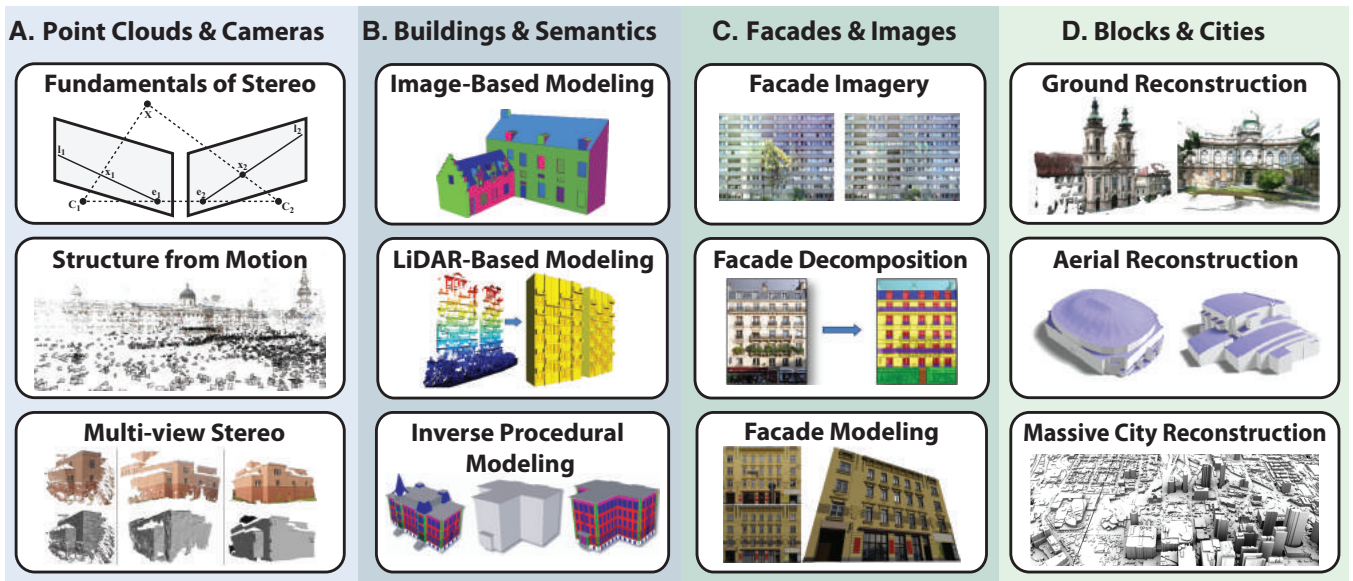 A. Point Clouds & Cameras
Fundamentals of Stereo
X
l1
l2
x1
x2
e1
e2
C1
C2
Structure from Motion
Multi-view Stereo
B. Buildings & Semantics
Image-Based Modeling
LiDAR-Based Modeling
Inverse Procedural
Modeling
C. Facades & Images
Facade Imagery
Facade Decomposition
Facade Modeling
D. Blocks & Cities
Ground Reconstruction
Aerial Reconstruction
Massive City Reconstruction